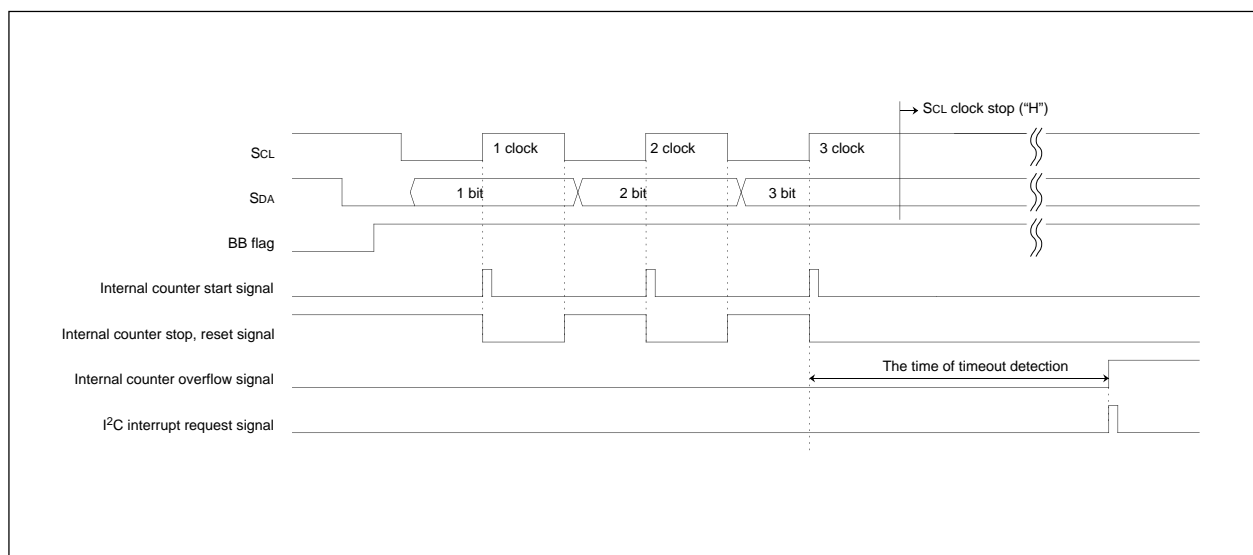 SCL clock stop (“H”)
SCL
1 clock
2 clock
3 clock
SDA
1 bit
2 bit
3 bit
BB flag
Internal counter start signal
Internal counter stop, reset signal
The time of timeout detection
Internal counter overflow signal
I2C interrupt request signal